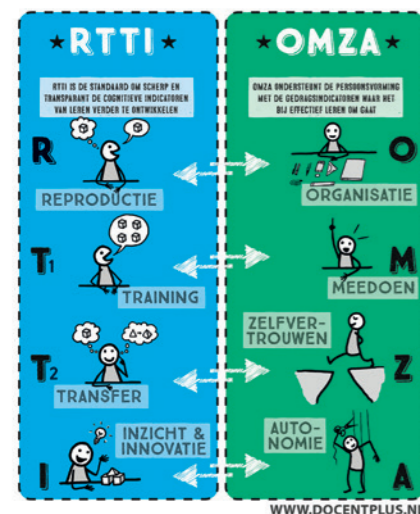 ★ RTTI ★
RTTI IS DE STANDAARD OM SCHERP EN
TRANSPARANT DE COGNITIEVE INDICATOREN
VAN LEREN VERDER TE ONTWIKKELEN
R
REPRODUCTIE
T1
TRAINING
T2
TRANSFER
I
INZICHT &
INNOVATIE
★ OMZA ★
OMZA ONDERSTEUNT DE PERSOONSVORMING
MET DE GEDRAGSINDICATOREN WAAR HET
BIJ EFFECTIEF LEREN OM GAAT
O
ORGANISATIE
M
MEEDOEN
ZELFVER-
TROUWEN
Z
AUTO-
NOMIE
A
WWW.DOCENTPLUS.N